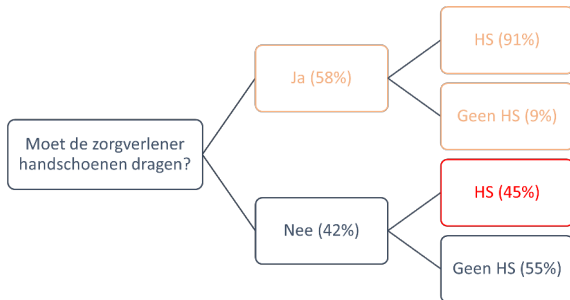 Moet de zorgverlener
handschoenen dragen?
Ja (58%)
HS (91%)
Geen HS (9%)
Nee (42%)
HS (45%)
Geen HS (55%)